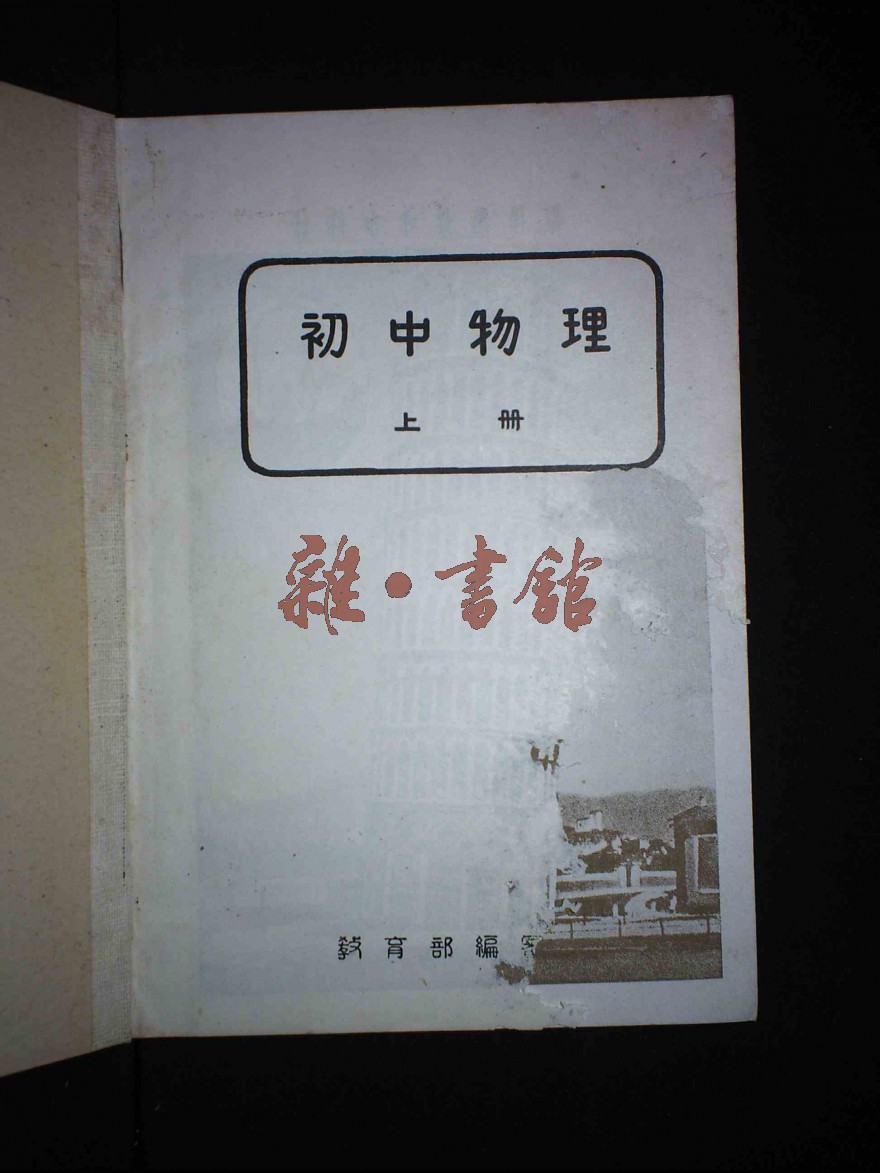 初中物理
上册
雜·書館
教育部編